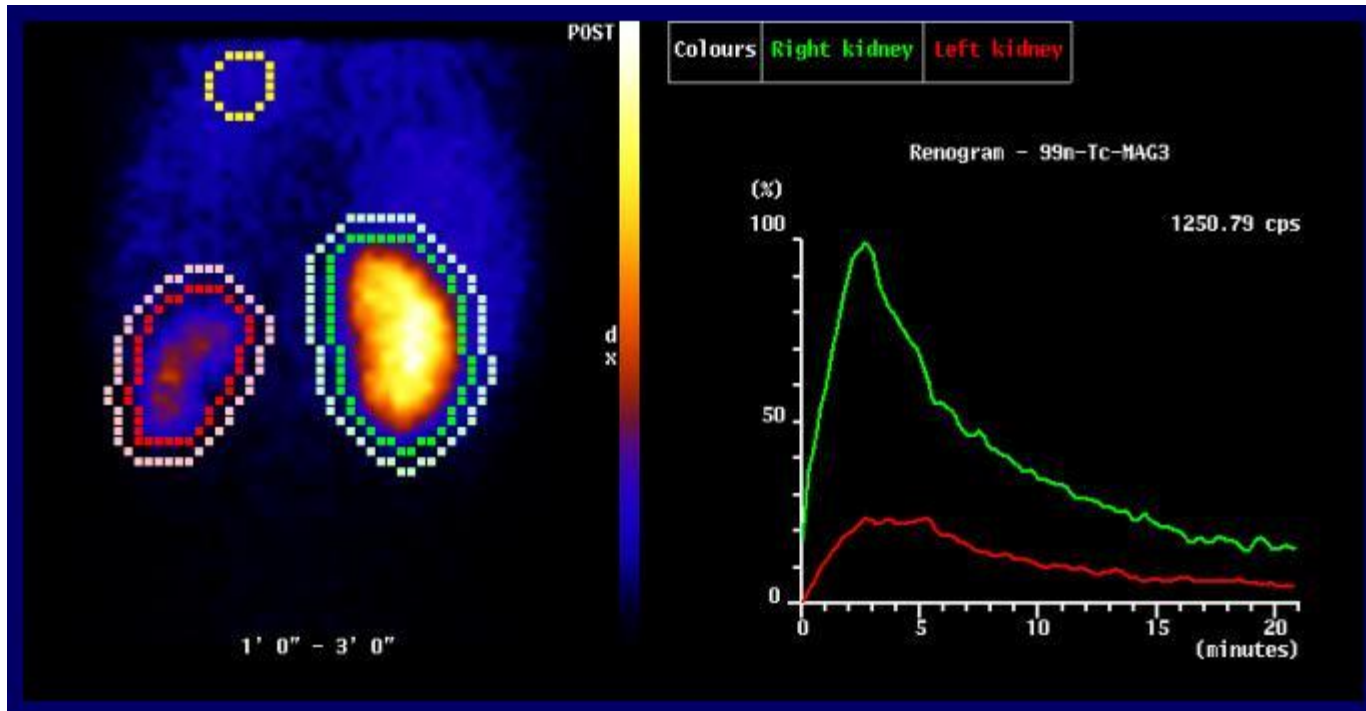 POST
Colours Right kidney Left kidney
Renogram - 99m-Tc-MAG3
(%)
100
1250.79 cps
d
x
50
0
0 5 10 15 20
(minutes)
1' 0" - 3' 0"